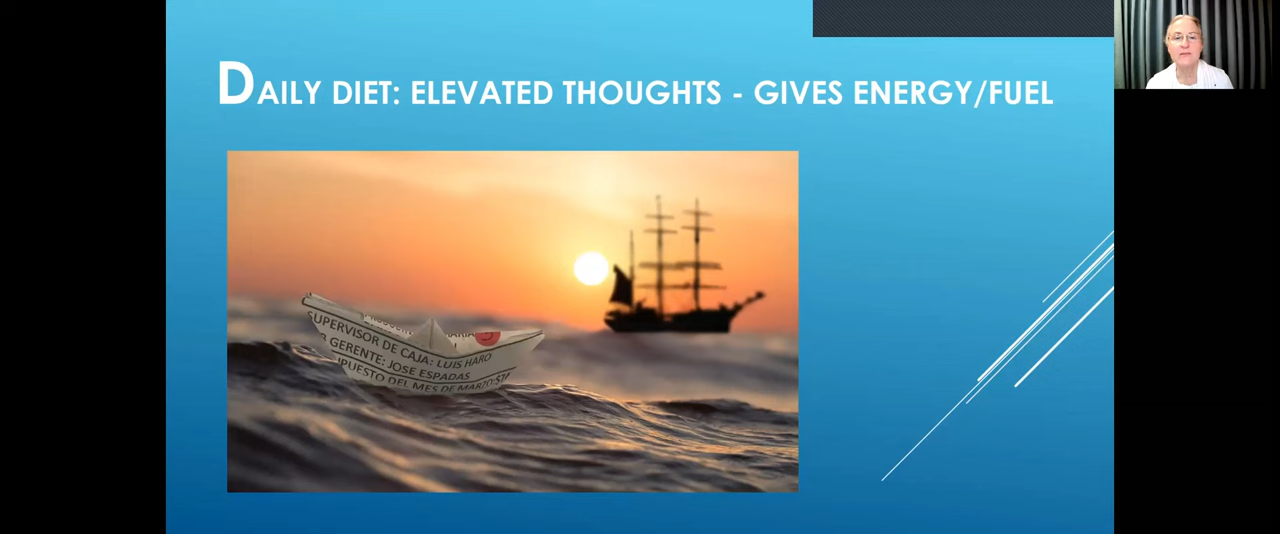 DAILY DIET: ELEVATED THOUGHTS - GIVES ENERGY/FUEL
SUPERVISOR DE CAJA: LUIS HARO
GERENTE: JOSE ESPADAS
PUESTO DEL MES DE MARZO